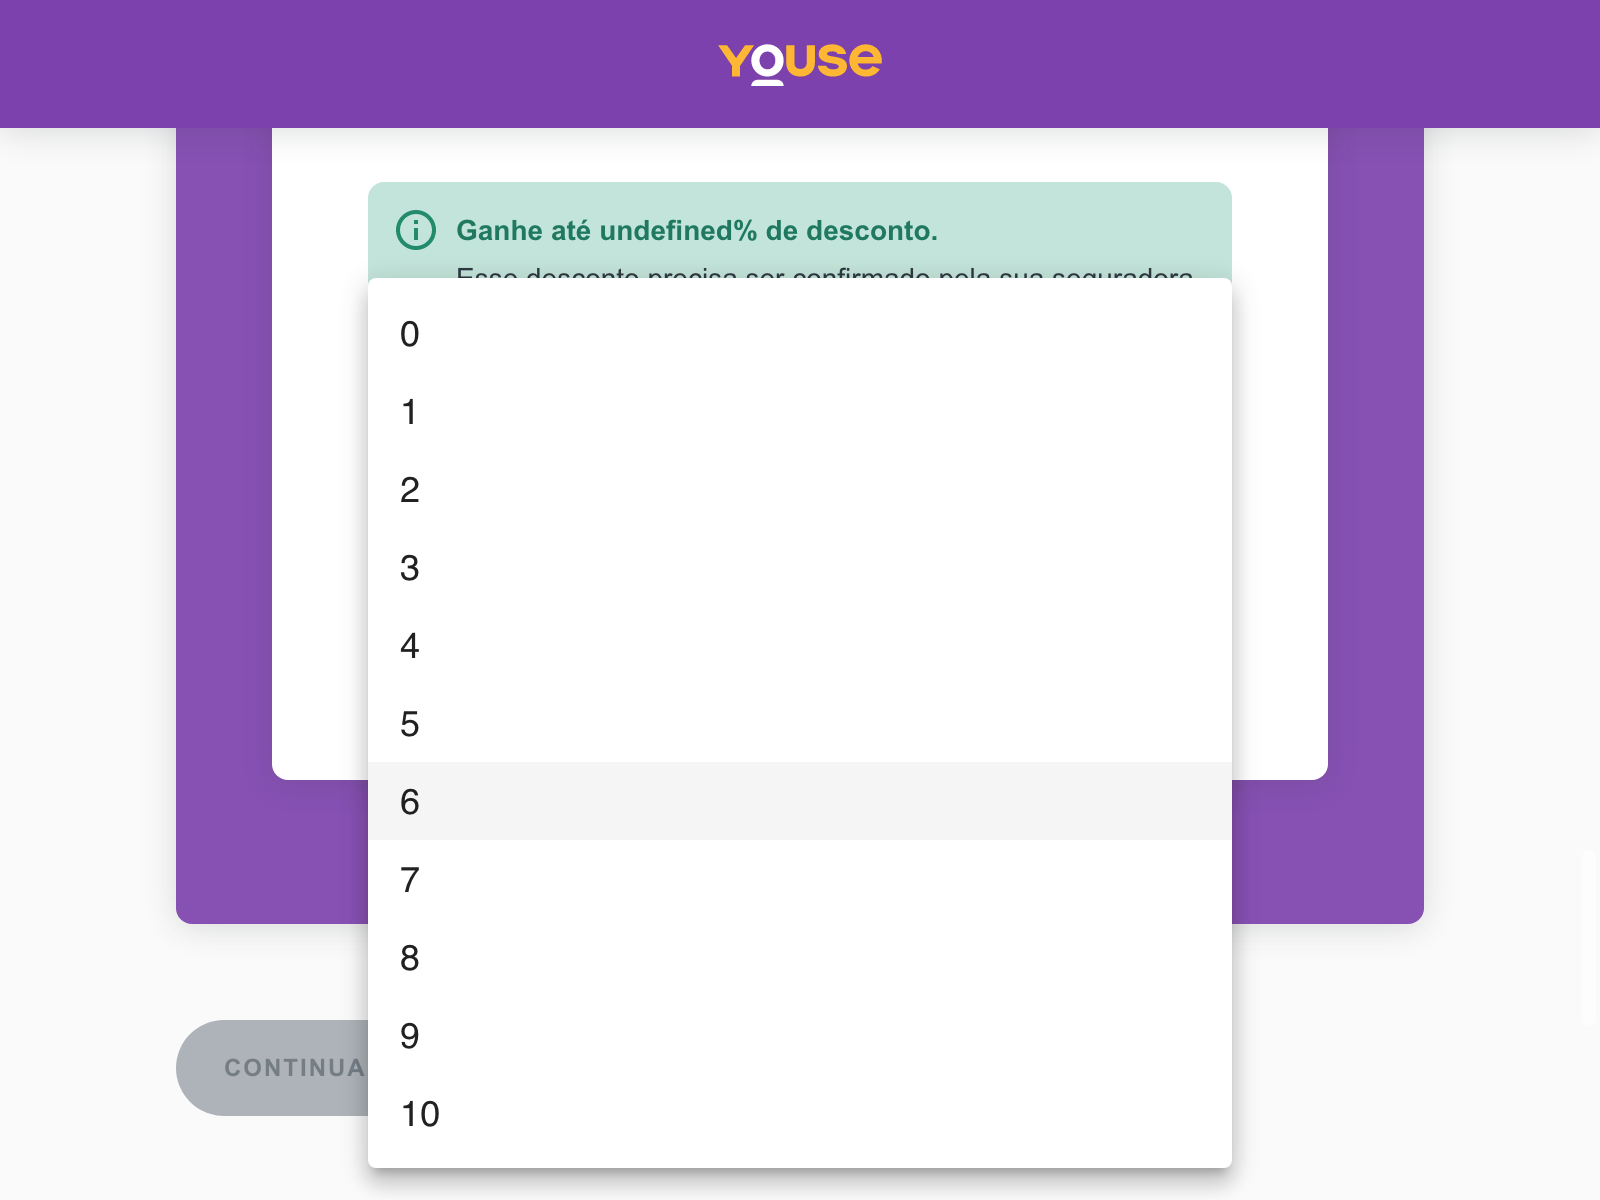 YOUSE
Ganhe até undefined% de desconto.
Esse desconto precisa ser confirmado pela sua seguradora
0
1
2
3
4
5
6
7
8
9
10
CONTINUA